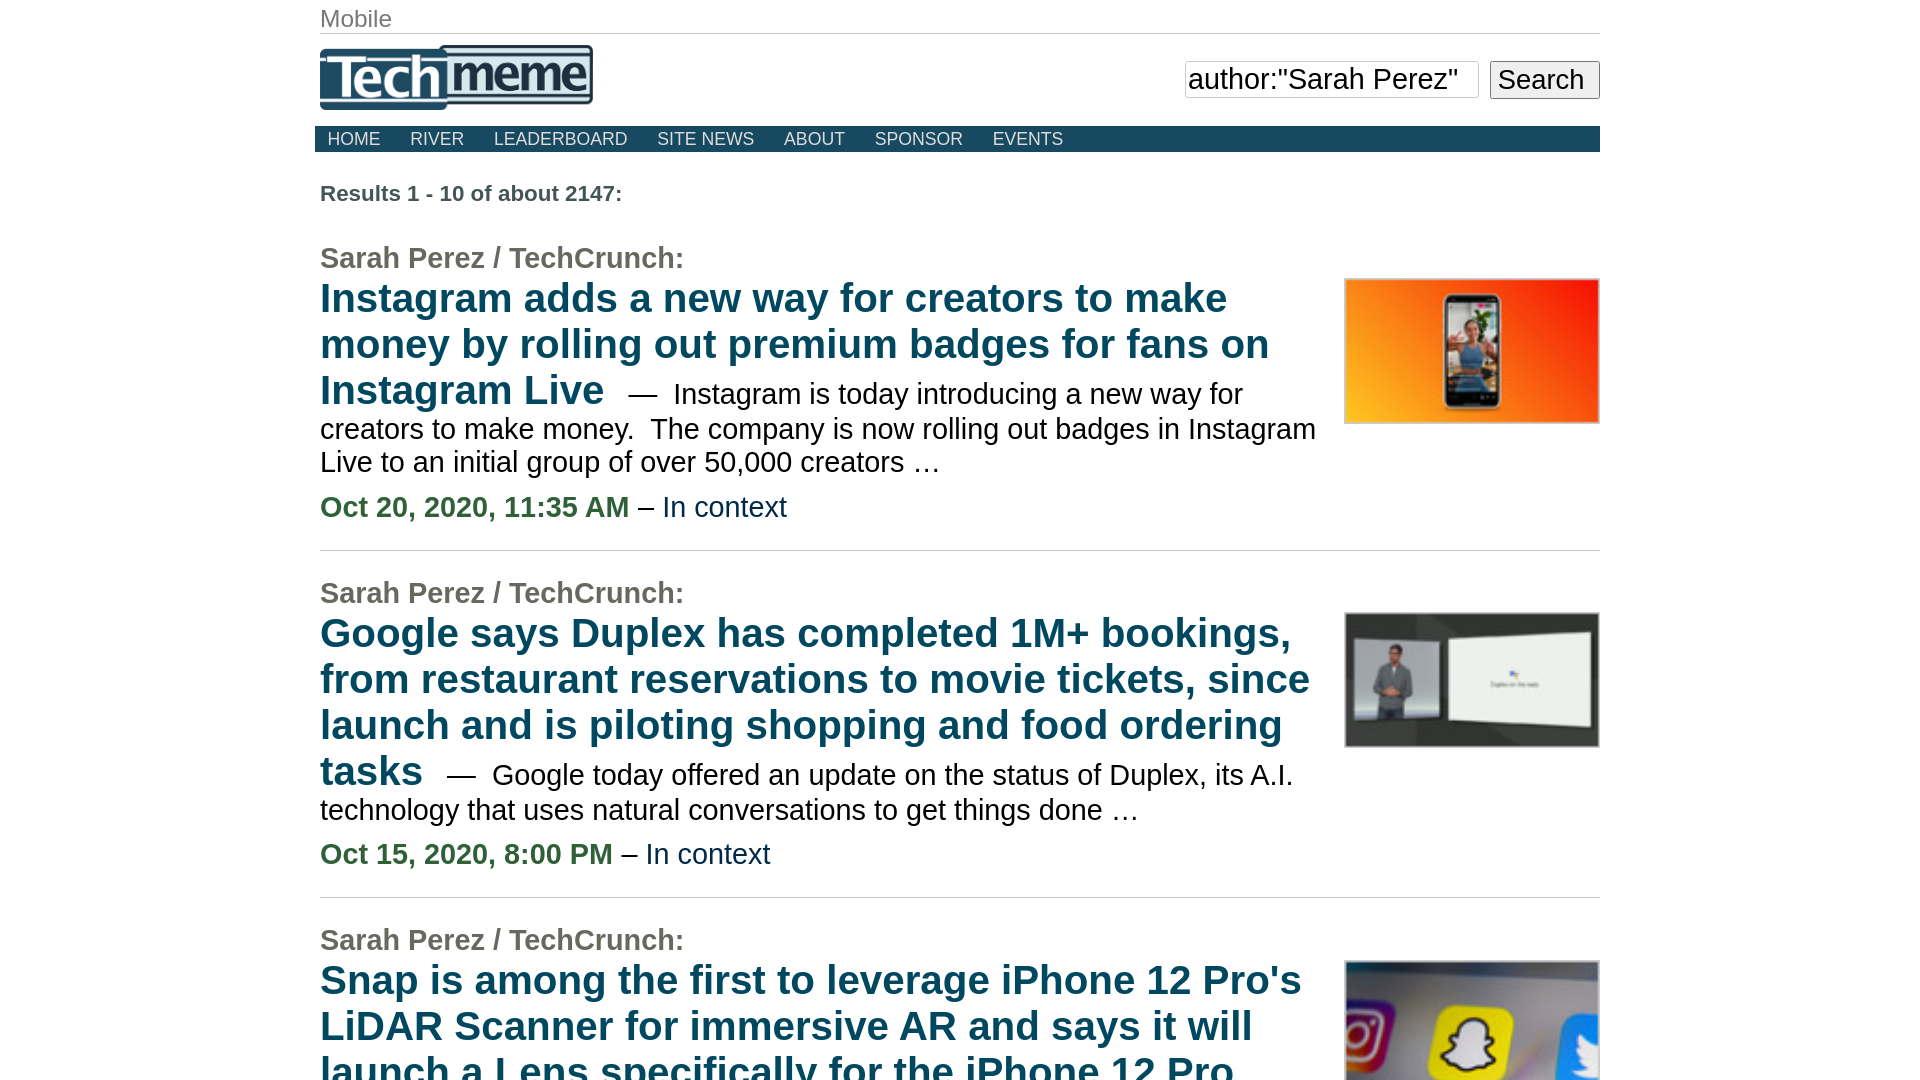 Mobile
Techmeme
author:"Sarah Perez"
Search
HOME RIVER LEADERBOARD SITE NEWS ABOUT SPONSOR EVENTS
Results 1 - 10 of about 2147:
Sarah Perez / TechCrunch:
Instagram adds a new way for creators to make
money by rolling out premium badges for fans on
Instagram Live — Instagram is today introducing a new way for
creators to make money. The company is now rolling out badges in Instagram
Live to an initial group of over 50,000 creators …
Oct 20, 2020, 11:35 AM – In context
Sarah Perez / TechCrunch:
Google says Duplex has completed 1M+ bookings,
from restaurant reservations to movie tickets, since
launch and is piloting shopping and food ordering
tasks — Google today offered an update on the status of Duplex, its A.I.
technology that uses natural conversations to get things done …
Oct 15, 2020, 8:00 PM – In context
Sarah Perez / TechCrunch:
Snap is among the first to leverage iPhone 12 Pro's
LiDAR Scanner for immersive AR and says it will
launch a Lens specifically for the iPhone 12 Pro